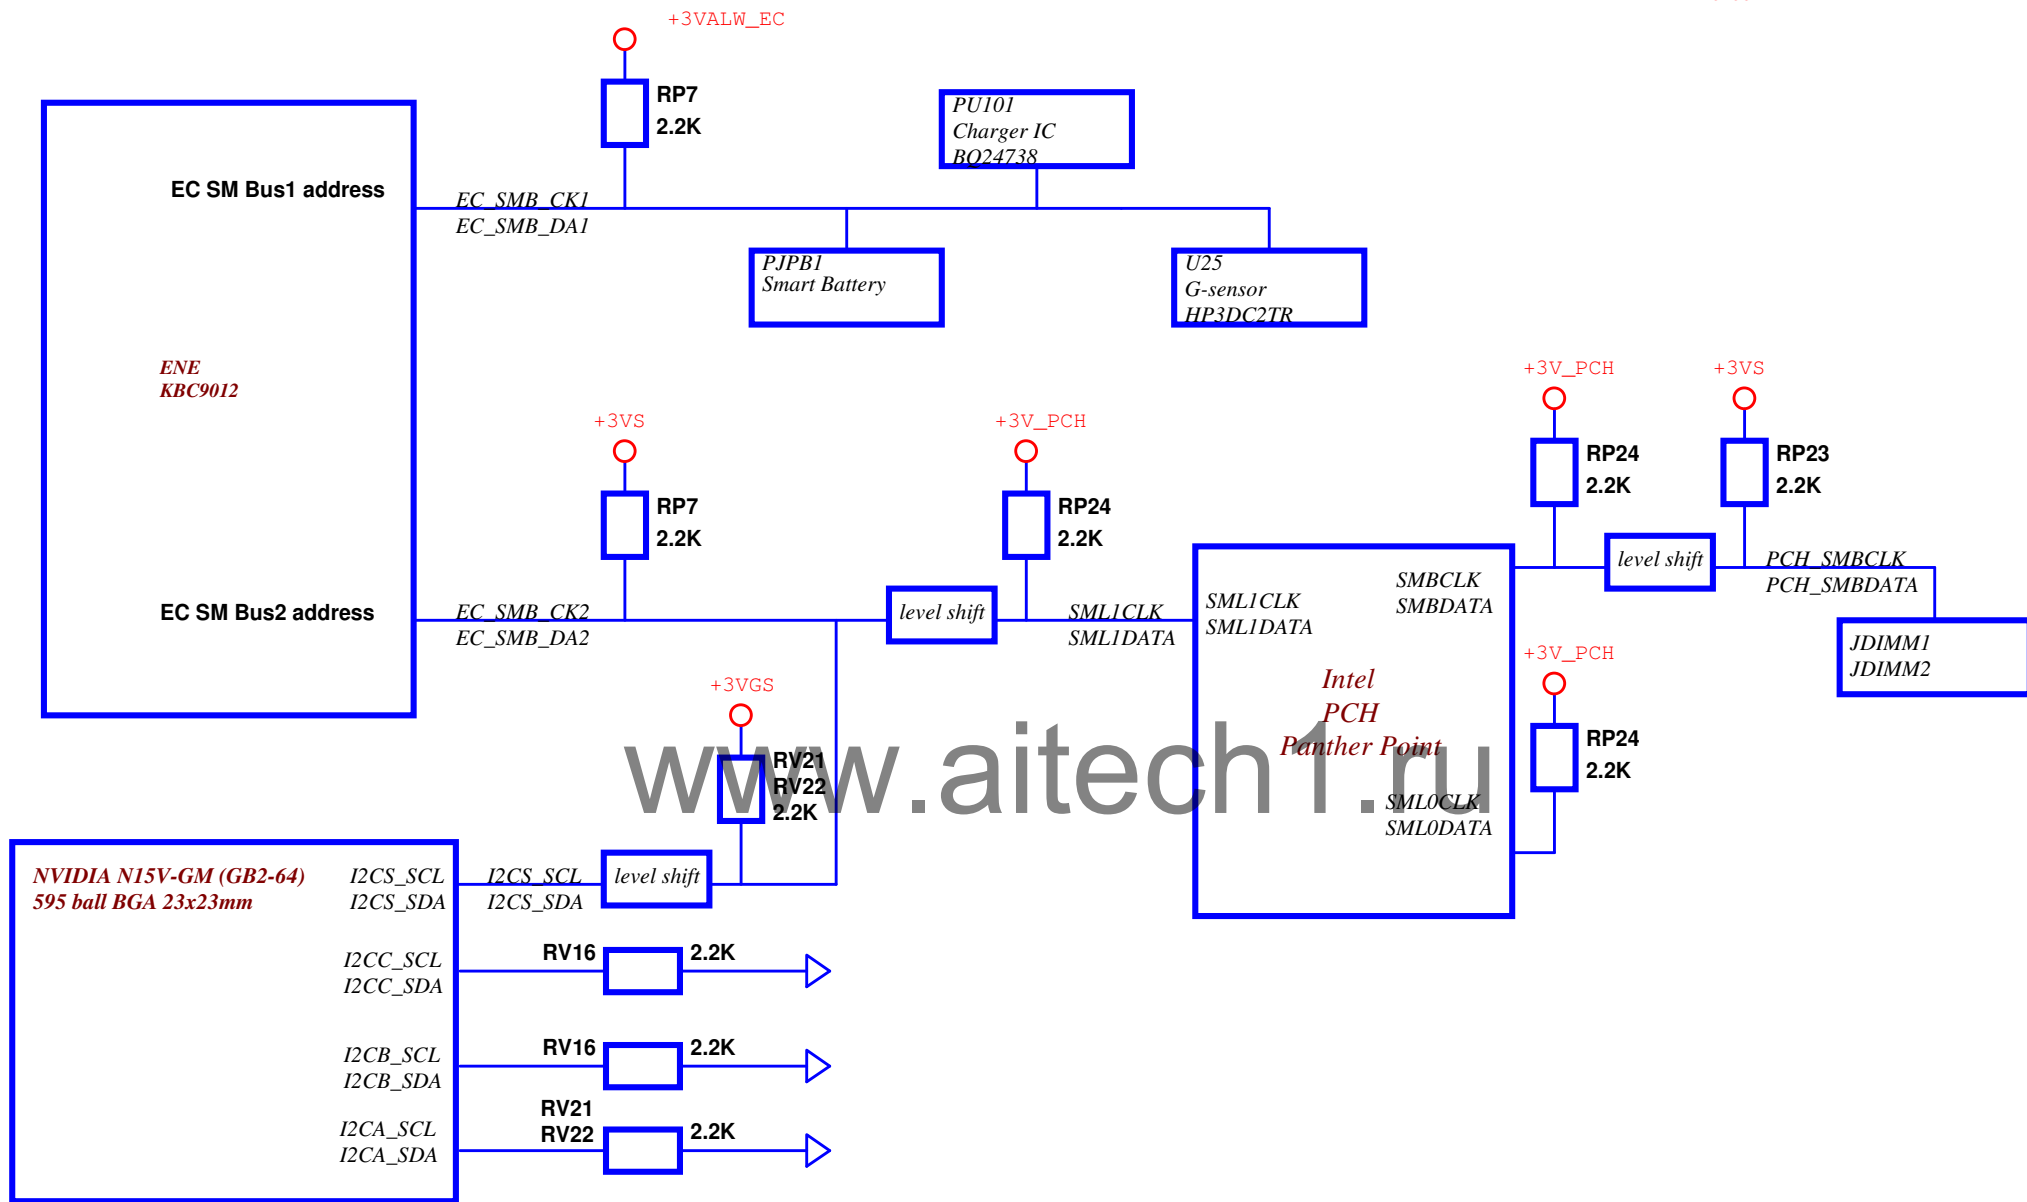 +3VALW_EC
RP7
2.2K
PU101
Charger IC
BQ24738
EC SM Bus1 address
EC_SMB_CK1
EC_SMB_DA1
PJPB1
Smart Battery
U25
G-sensor
HP3DC2TR
ENE
KBC9012
+3VS
RP7
2.2K
+3V_PCH
RP24
2.2K
+3V_PCH
RP24
2.2K
+3VS
RP23
2.2K
EC SM Bus2 address
EC_SMB_CK2
EC_SMB_DA2
level shift
SML1CLK
SML1DATA
SML1CLK
SML1DATA
SMBCLK
SMBDATA
level shift
PCH_SMBCLK
PCH_SMBDATA
JDIMM1
JDIMM2
Intel
PCH
Panther Point
SML0CLK
SML0DATA
+3V_PCH
RP24
2.2K
+3VGS
RV21
RV22
2.2K
www.aitech1.ru
NVIDIA N15V-GM (GB2-64)
595 ball BGA 23x23mm
I2CS_SCL
I2CS_SDA
I2CS_SCL
I2CS_SDA
level shift
I2CC_SCL
I2CC_SDA
RV16
2.2K
I2CB_SCL
I2CB_SDA
RV16
2.2K
I2CA_SCL
I2CA_SDA
RV21
RV22
2.2K